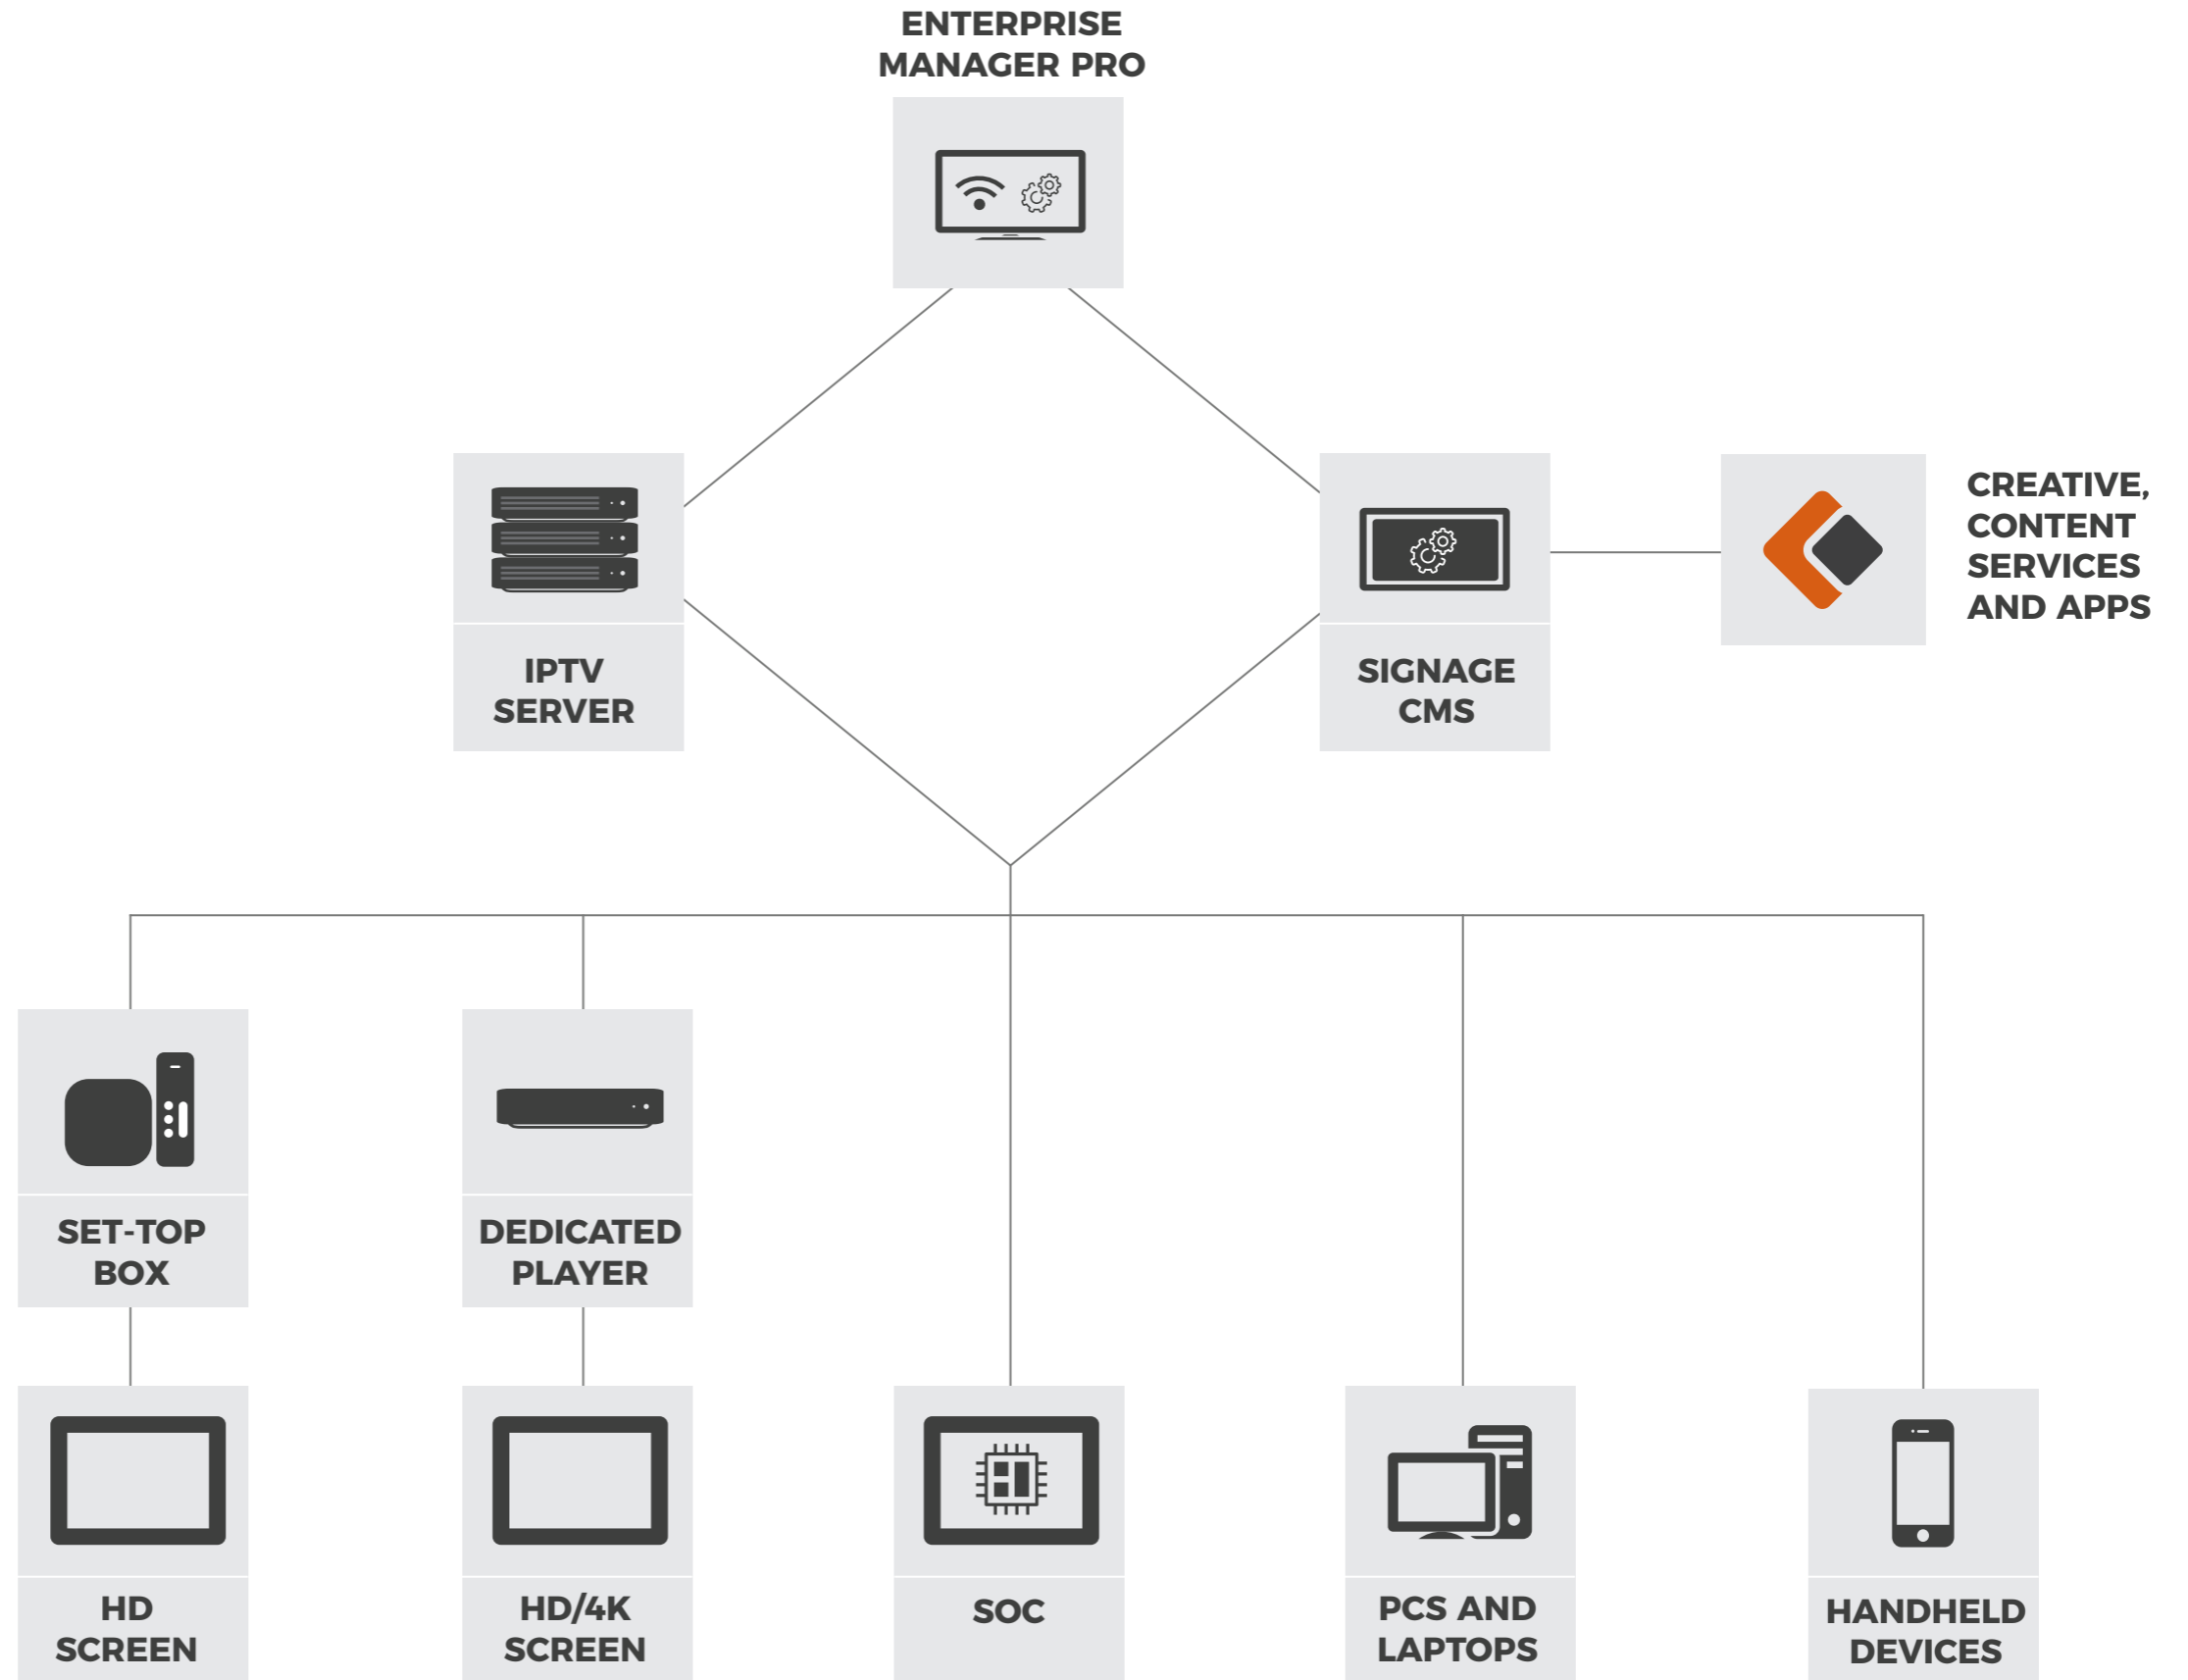 ENTERPRISE
MANAGER PRO
IPTV
SERVER
SIGNAGE
CMS
CREATIVE,
CONTENT
SERVICES
AND APPS
SET-TOP
BOX
DEDICATED
PLAYER
HD
SCREEN
HD/4K
SCREEN
SOC
PCS AND
LAPTOPS
HANDHELD
DEVICES